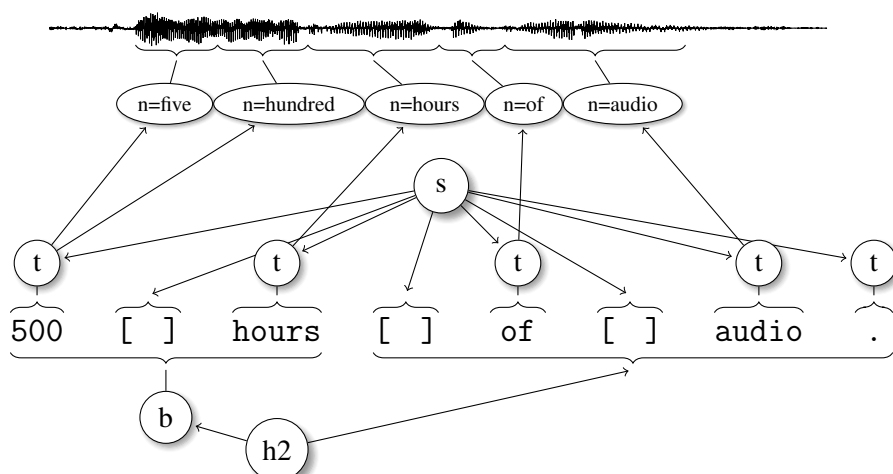 n=five n=hundred n=hours n=of n=audio
s
t t t t t
500 [ ] hours [ ] of [ ] audio .
b
h2